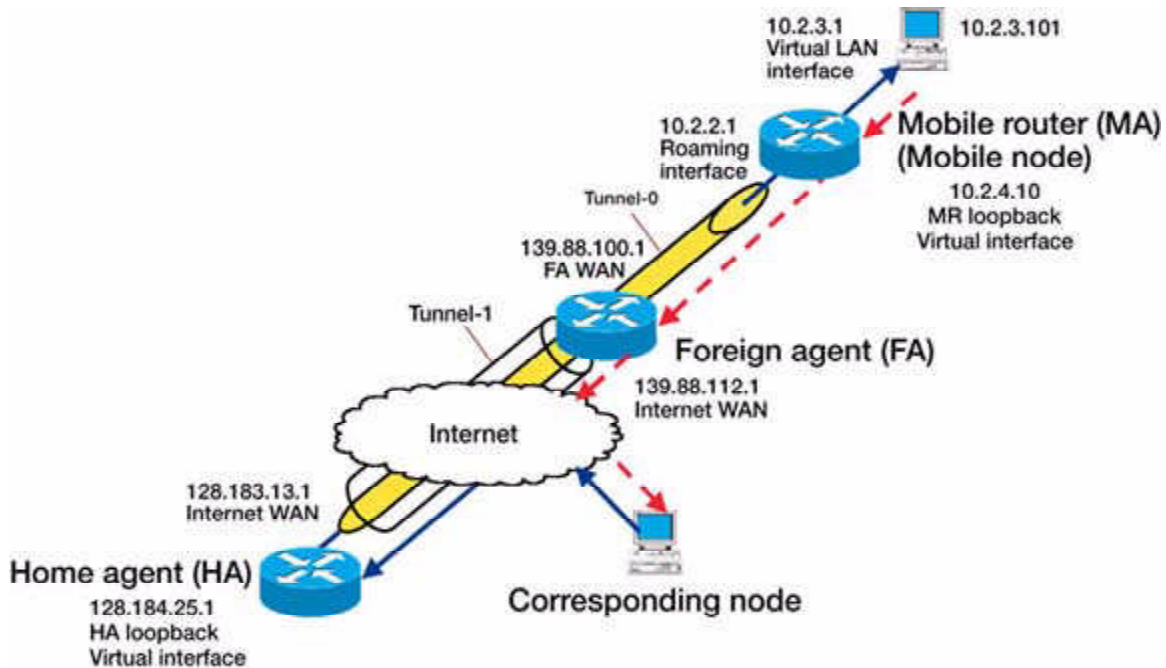 10.2.3.1
Virtual LAN
interface
10.2.3.101
Mobile router (MA)
(Mobile node)
10.2.4.10
MR loopback
Virtual interface
10.2.2.1
Roaming
interface
Tunnel-0
139.88.100.1
FA WAN
Tunnel-1
Foreign agent (FA)
139.88.112.1
Internet WAN
Internet
128.183.13.1
Internet WAN
Home agent (HA)
128.184.25.1
HA loopback
Virtual interface
Corresponding node